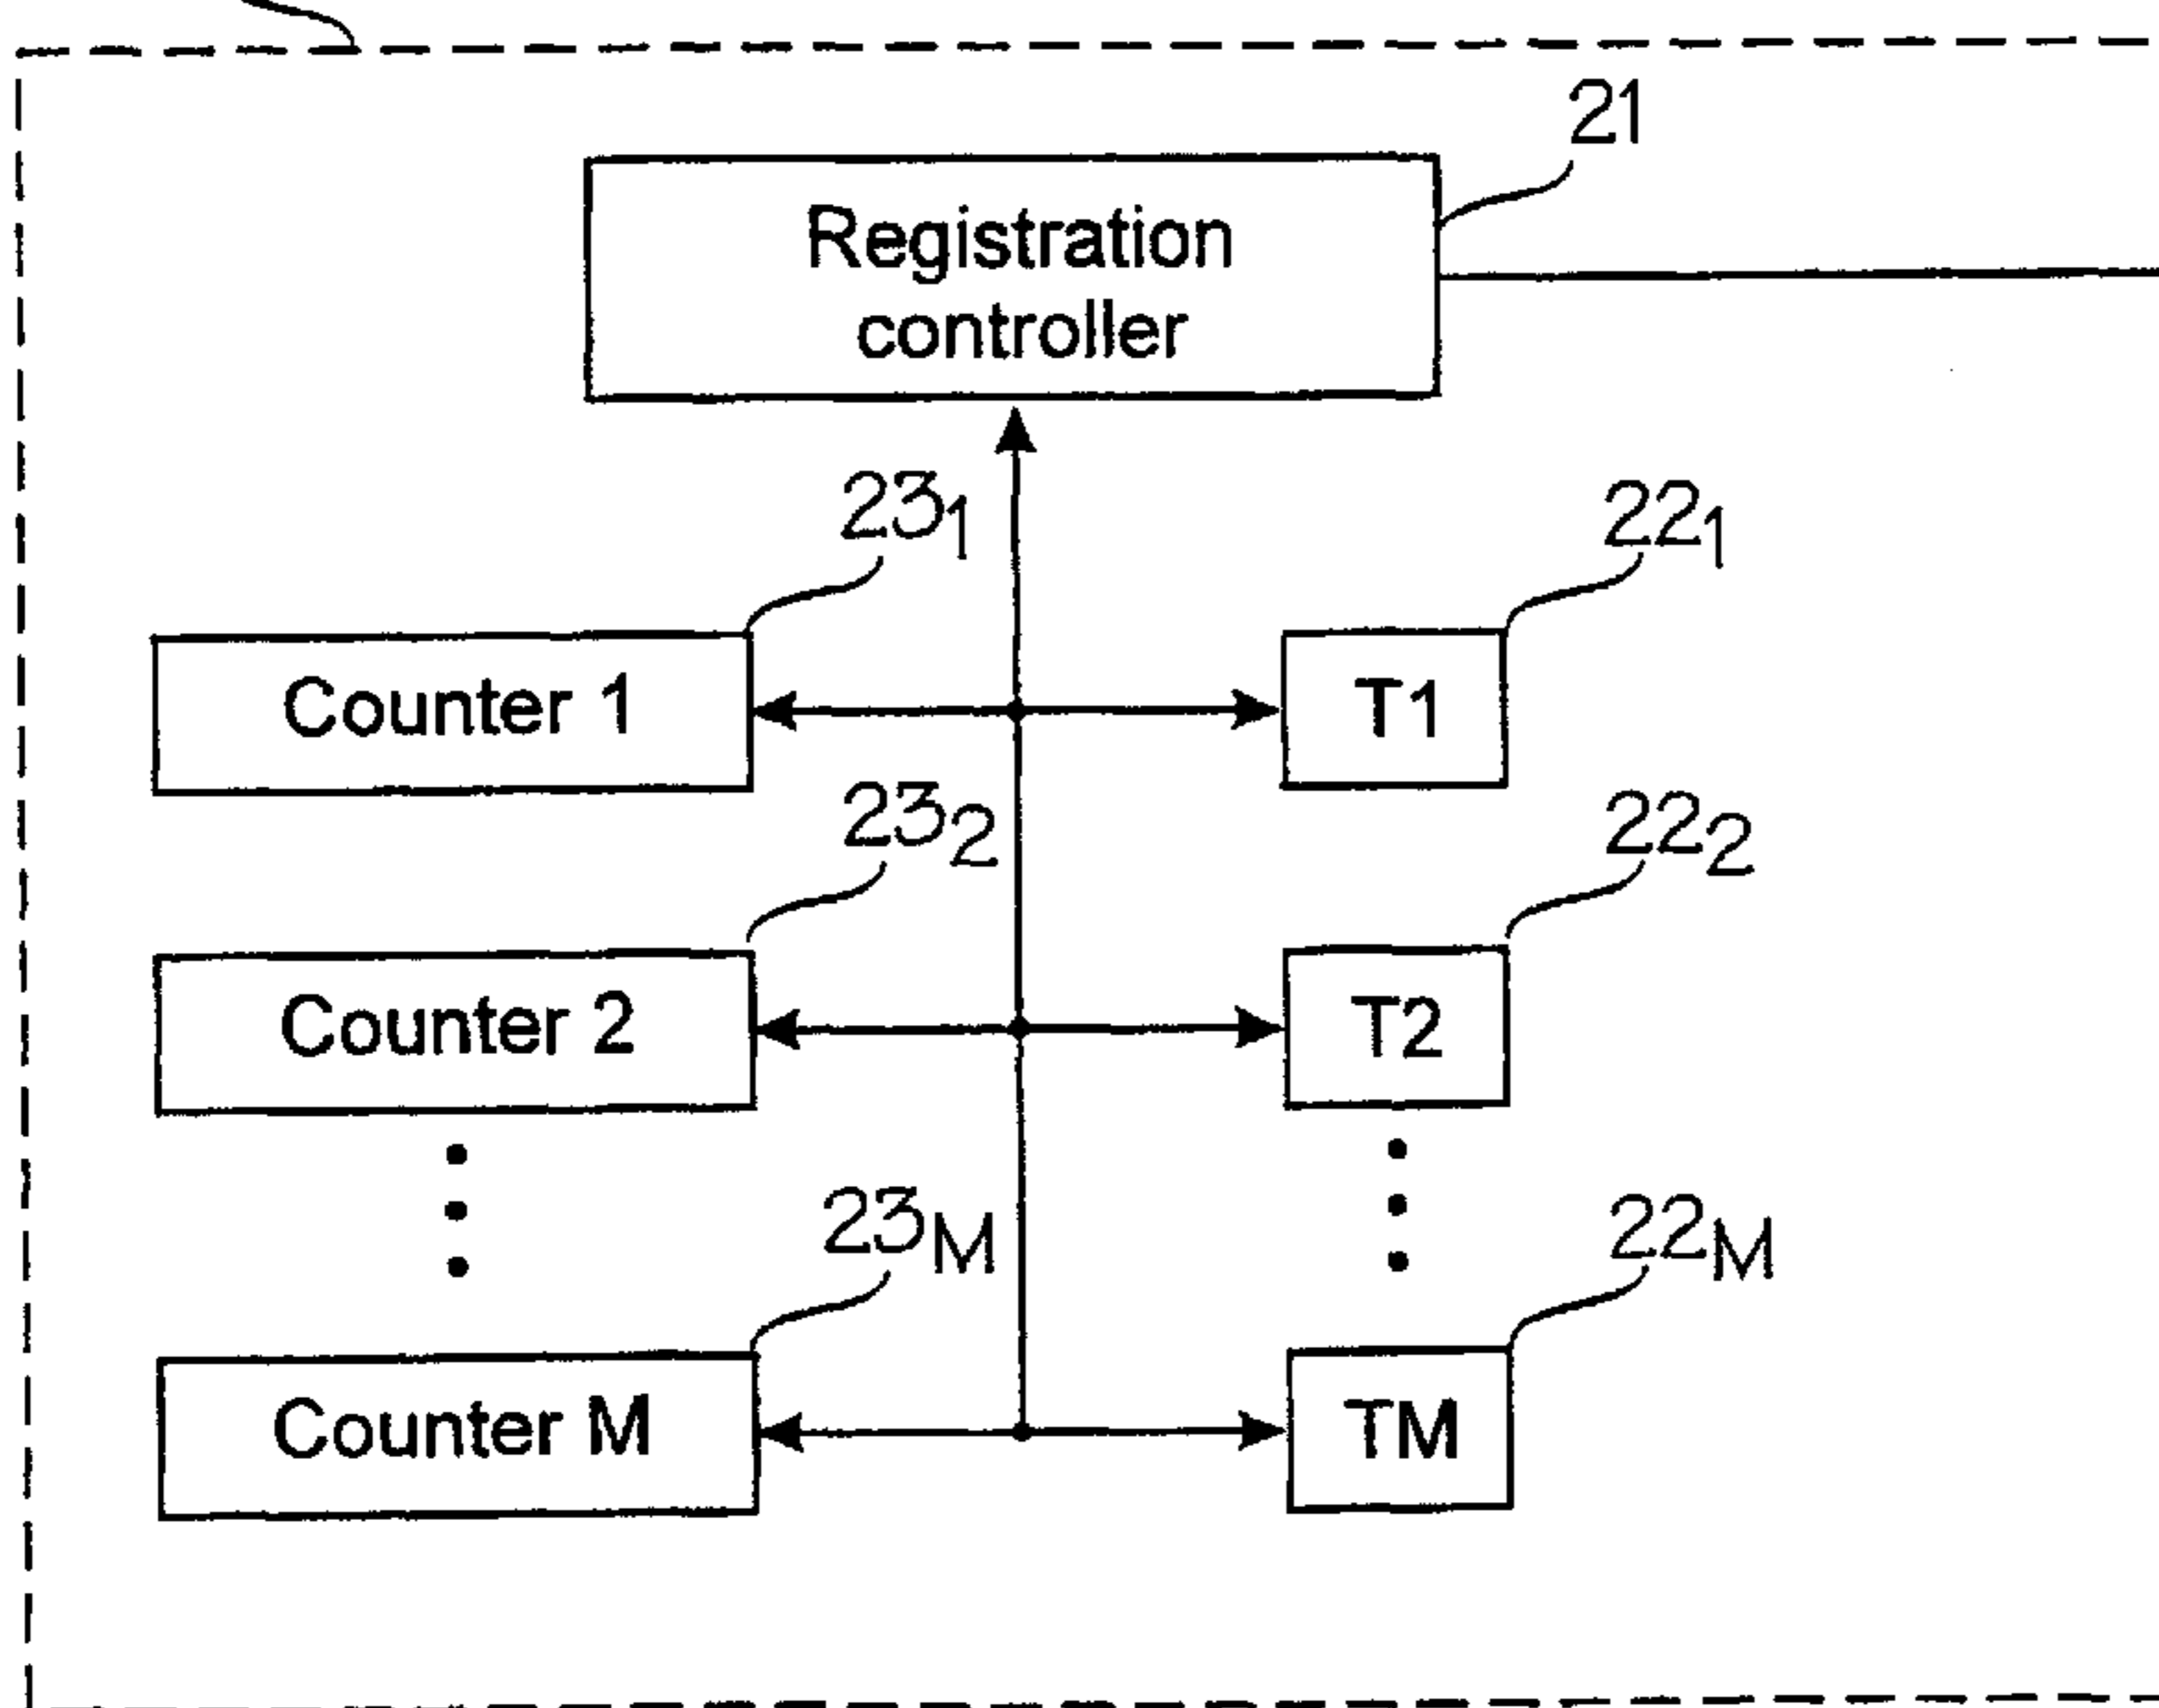 21
Registration
controller
23₁
22₁
Counter 1
T1
23₂
22₂
Counter 2
T2
23M
22M
Counter M
TM